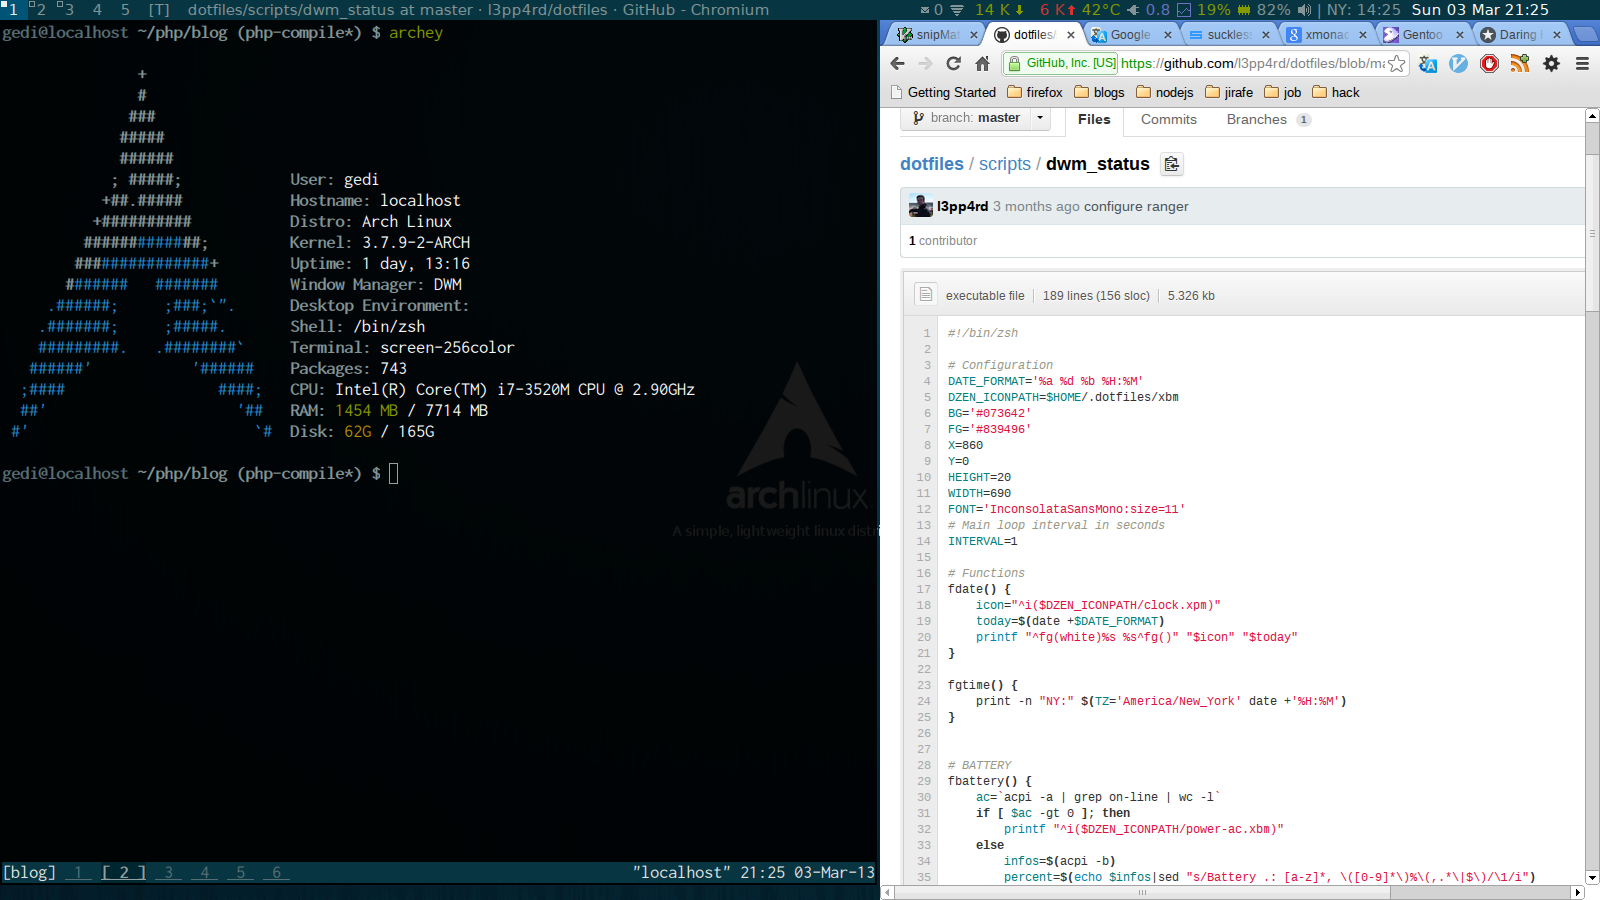 1 2 3 4 5 [T] dotfiles/scripts/dwm_status at master · l3pp4rd/dotfiles · GitHub - Chromium 0 14 K 6 K 42°C 0.8 19% 82% | NY: 14:25 Sun 03 Mar 21:25
gedi@localhost ~/php/blog (php-compile*) $ archey
+
#
###
#####
######
; #####;
+##.#####
+##########
#############;
###############+
####### #######
.######; ;###;`".
.#######; ;#####.
#########. .########`
######' '######
;#### ####;
##' '##
#' `#
User: gedi
Hostname: localhost
Distro: Arch Linux
Kernel: 3.7.9-2-ARCH
Uptime: 1 day, 13:16
Window Manager: DWM
Desktop Environment:
Shell: /bin/zsh
Terminal: screen-256color
Packages: 743
CPU: Intel(R) Core(TM) i7-3520M CPU @ 2.90GHz
RAM: 1454 MB / 7714 MB
Disk: 62G / 165G
gedi@localhost ~/php/blog (php-compile*) $
archlinux
A simple, lightweight linux distri
[blog] 1 [ 2 ] 3 4 5 6 "localhost" 21:25 03-Mar-13
snipMat dotfiles/ Google suckless xmonad Gentoo Daring
GitHub, Inc. [US] https://github.com/l3pp4rd/dotfiles/blob/ma
Getting Started firefox blogs nodejs jirafe job hack
branch: master Files Commits Branches 1
dotfiles / scripts / dwm_status
l3pp4rd 3 months ago configure ranger
1 contributor
executable file 189 lines (156 sloc) 5.326 kb
1 #!/bin/zsh
2
3 # Configuration
4 DATE_FORMAT='%a %d %b %H:%M'
5 DZEN_ICONPATH=$HOME/.dotfiles/xbm
6 BG='#073642'
7 FG='#839496'
8 X=860
9 Y=0
10 HEIGHT=20
11 WIDTH=690
12 FONT='InconsolataSansMono:size=11'
13 # Main loop interval in seconds
14 INTERVAL=1
15
16 # Functions
17 fdate() {
18 icon="^i($DZEN_ICONPATH/clock.xpm)"
19 today=$(date +$DATE_FORMAT)
20 printf "^fg(white)%s %s^fg()" "$icon" "$today"
21 }
22
23 fgtime() {
24 print -n "NY:" $(TZ='America/New_York' date +'%H:%M')
25 }
26
27
28 # BATTERY
29 fbattery() {
30 ac=`acpi -a | grep on-line | wc -l`
31 if [ $ac -gt 0 ]; then
32 printf "^i($DZEN_ICONPATH/power-ac.xbm)"
33 else
34 infos=$(acpi -b)
35 percent=$(echo $infos|sed "s/Battery .: [a-z]*, \([0-9]*\)%\(,.*\|$\)/\1/i")